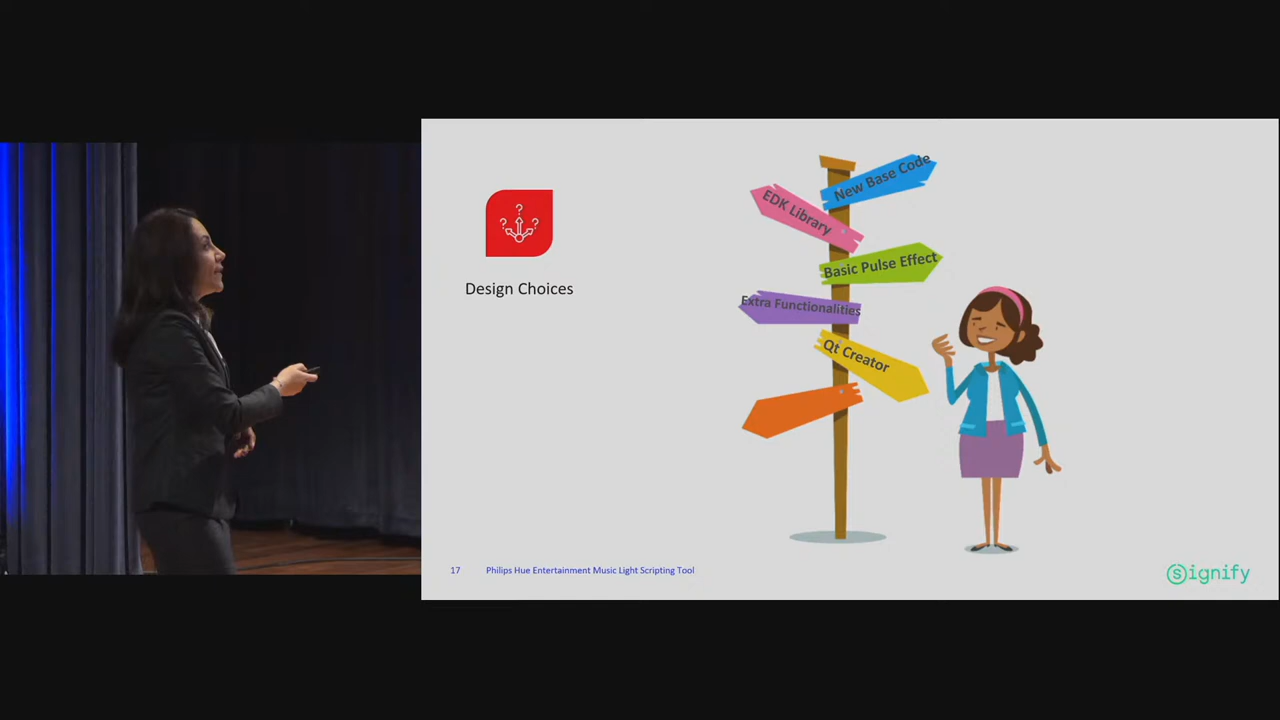 New Base Code
EDK Library
Basic Pulse Effect
Extra Functionalities
Qt Creator
? ? ?
Design Choices
17 Philips Hue Entertainment Music Light Scripting Tool
signify